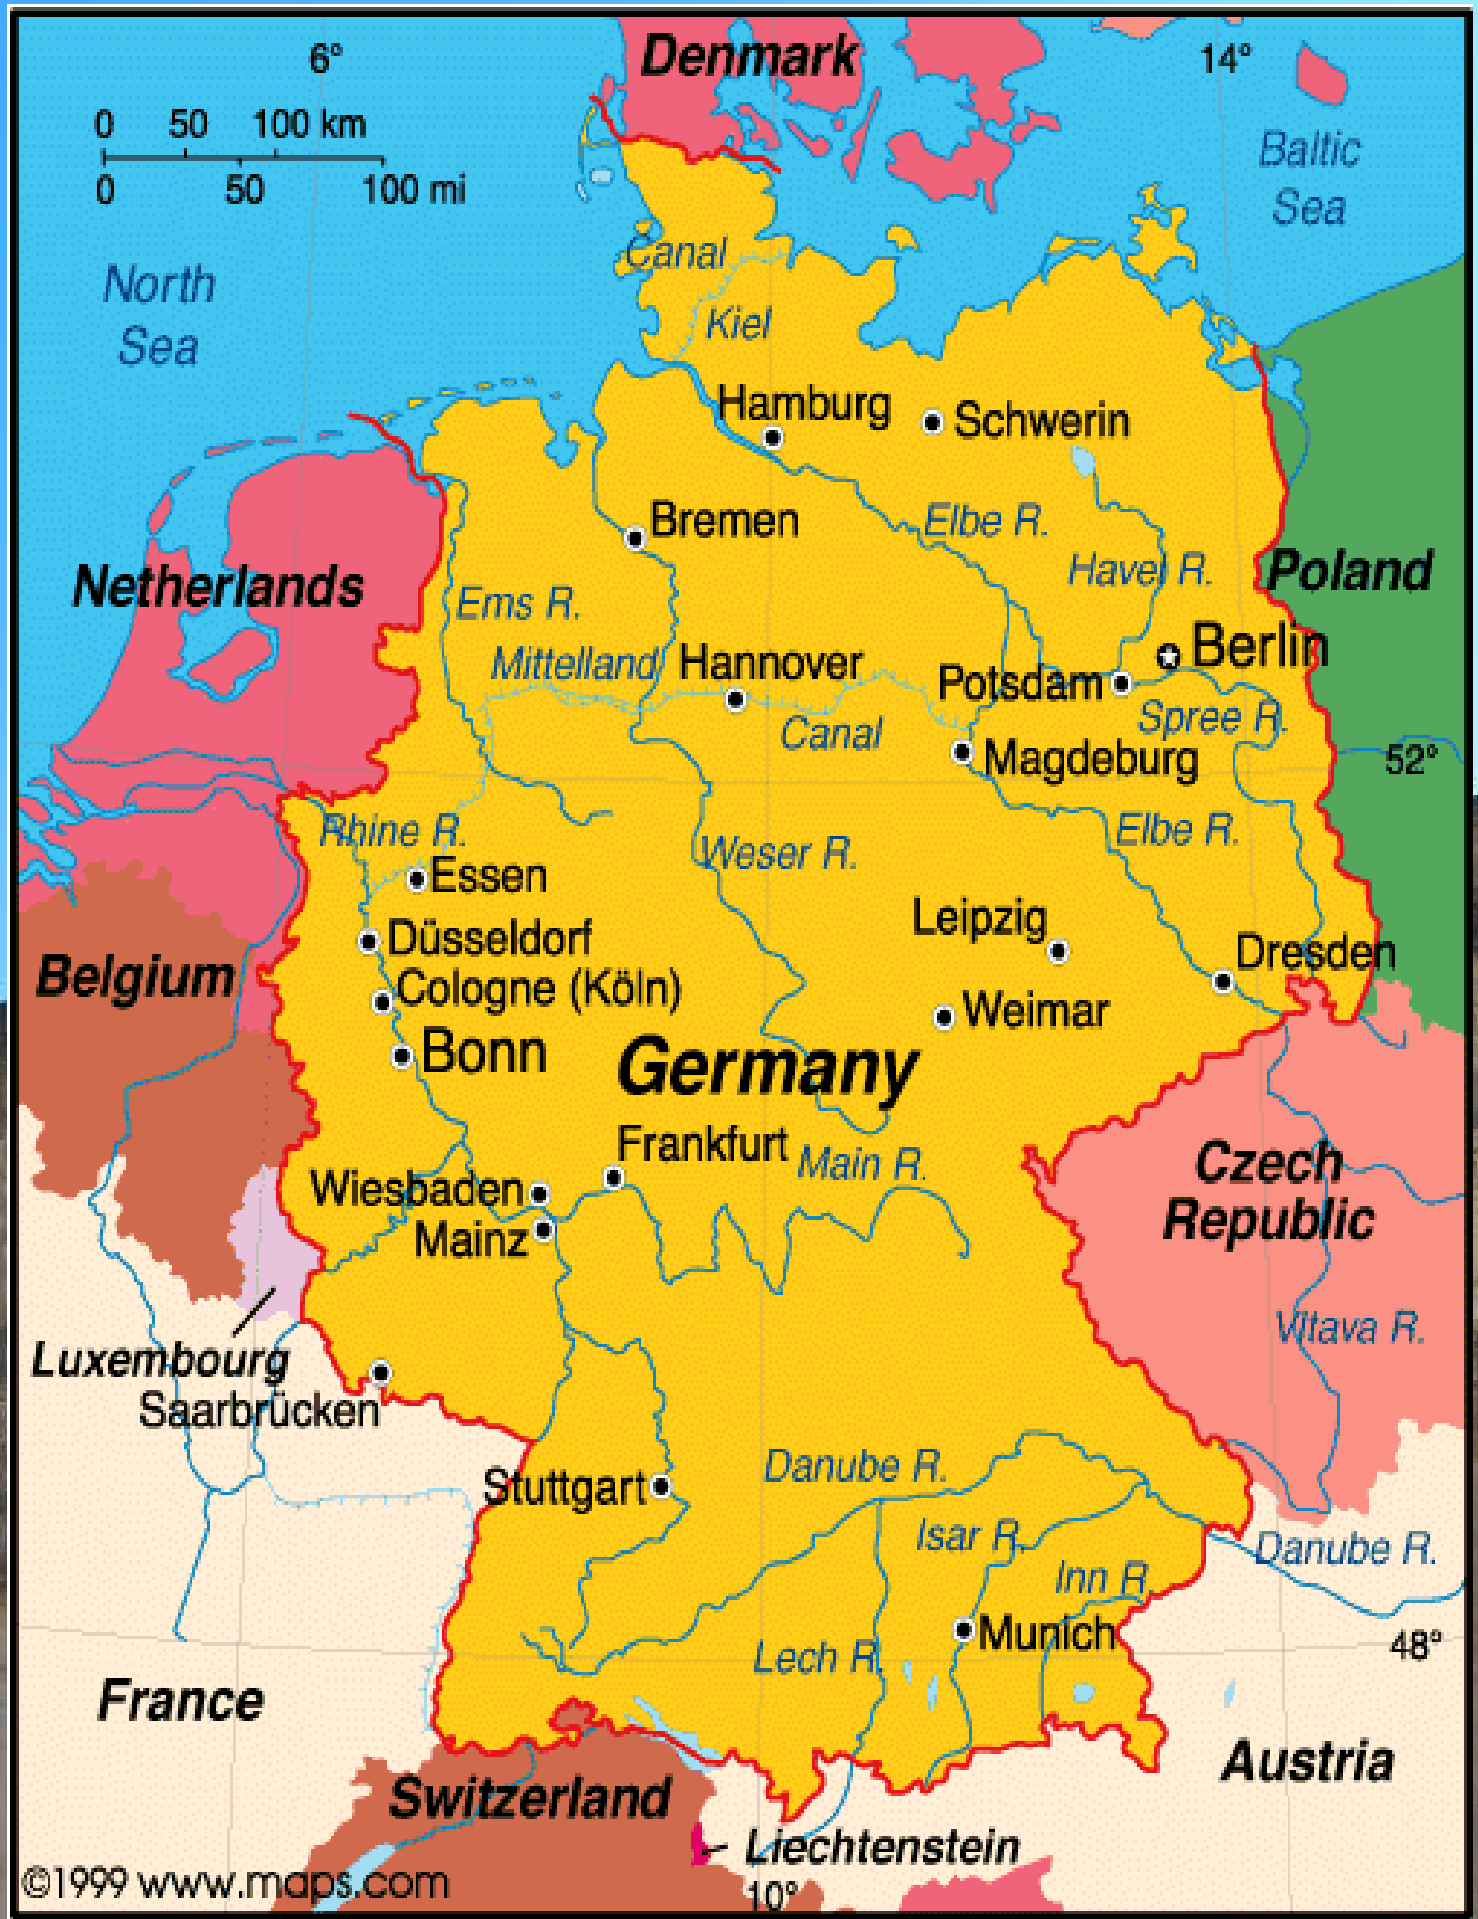 Denmark
6°
14°
0 50 100 km
0 50 100 mi
Baltic
Sea
North
Sea
Canal
Kiel
Hamburg
Schwerin
Bremen
Elbe R.
Havel R.
Poland
Netherlands
Ems R.
Mittelland
Hannover
Berlin
Potsdam
Spree R.
Canal
Magdeburg
52°
Rhine R.
Elbe R.
Weser R.
Essen
Leipzig
Düsseldorf
Dresden
Belgium
Cologne (Köln)
Weimar
Bonn
Germany
Frankfurt
Main R.
Czech
Republic
Wiesbaden
Mainz
Vltava R.
Luxembourg
Saarbrücken
Danube R.
Stuttgart
Isar R.
Danube R.
Inn R.
Munich
48°
Lech R.
France
Austria
Switzerland
Liechtenstein
©1999 www.maps.com
10°